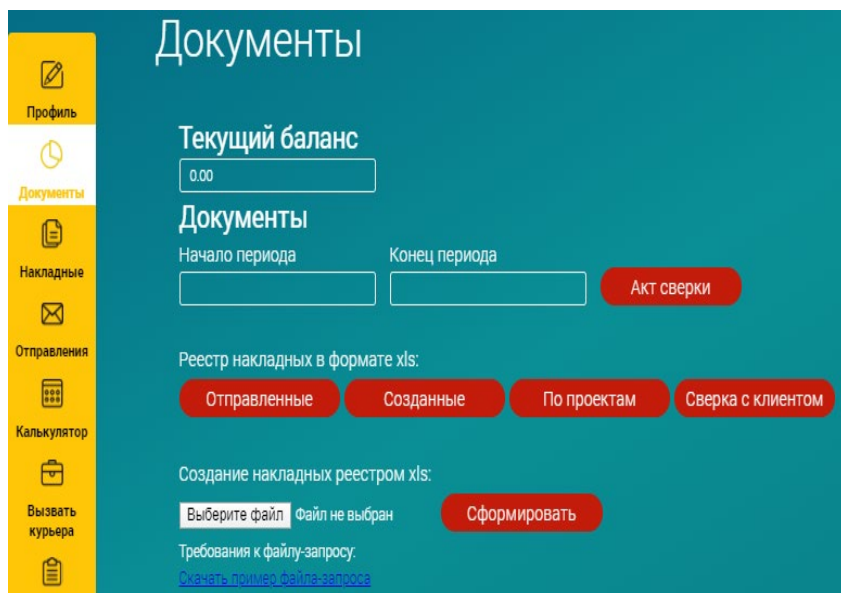 Документы
Профиль
Документы
Накладные
Отправления
Калькулятор
Вызвать
курьера
Текущий баланс
0.00
Документы
Начало периода Конец периода
Акт сверки
Реестр накладных в формате xls:
Отправленные Созданные По проектам Сверка с клиентом
Создание накладных реестром xls:
Выберите файл Файл не выбран Сформировать
Требования к файлу-запросу:
Скачать пример файла-запроса